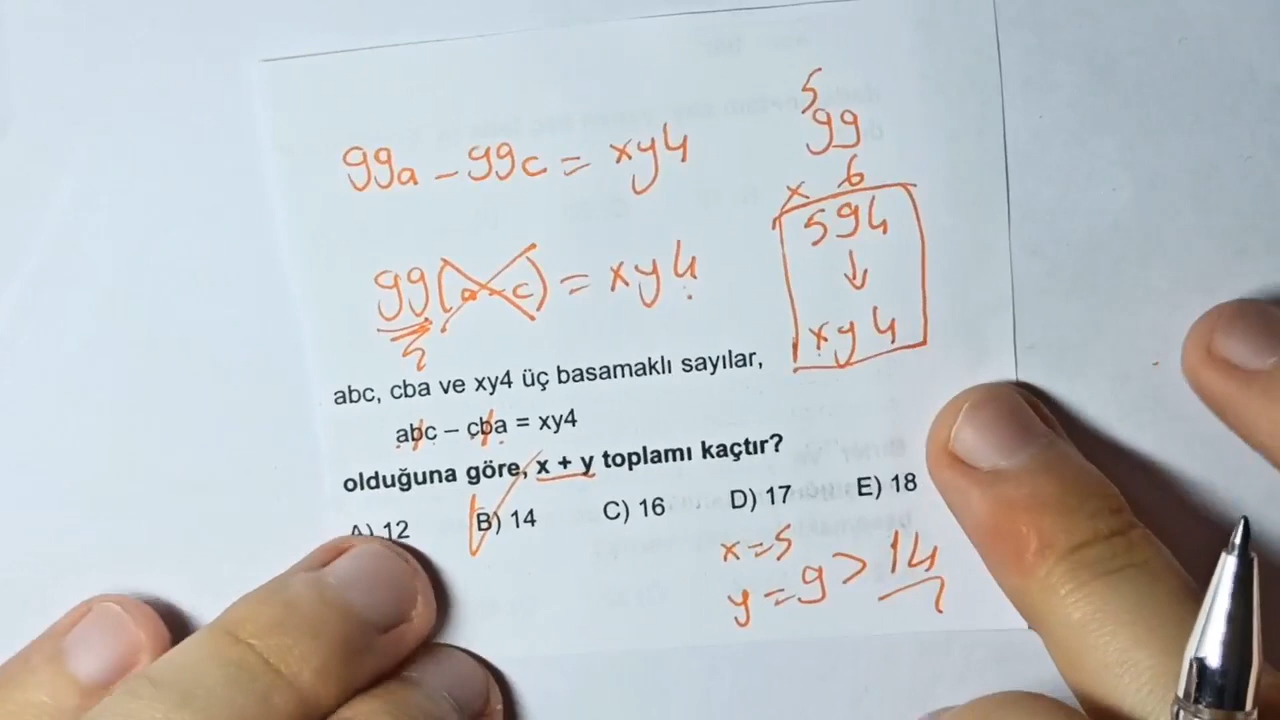 99a - 99c = xy4
99(a-c) = xy4
5
99
x 6
594
↓
xy4
abc, cba ve xy4 üç basamaklı sayılar,
abc – cba = xy4
olduğuna göre, x + y toplamı kaçtır?
A) 12 B) 14 C) 16 D) 17 E) 18
x=5
y=9 > 14